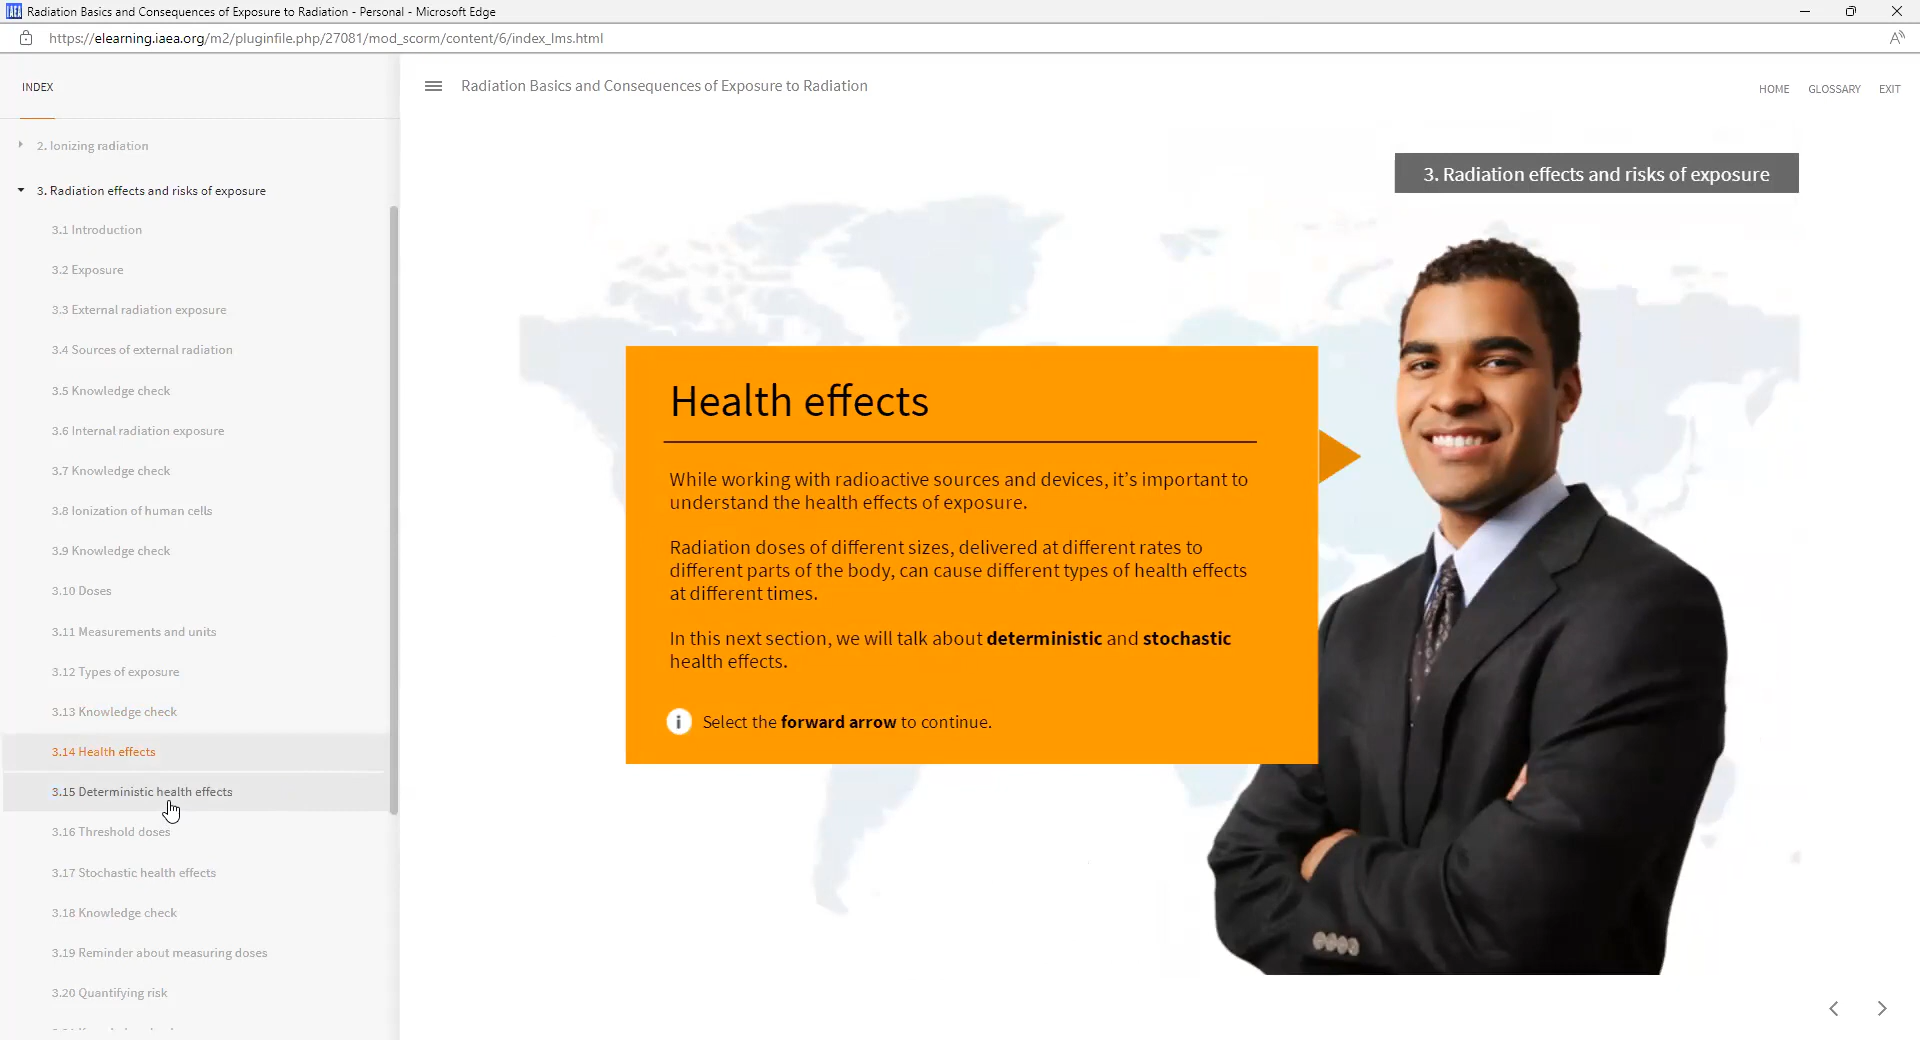 IAEA Radiation Basics and Consequences of Exposure to Radiation - Personal - Microsoft Edge
https://elearning.iaea.org/m2/pluginfile.php/27081/mod_scorm/content/6/index_lms.html
INDEX
2. Ionizing radiation
3. Radiation effects and risks of exposure
3.1 Introduction
3.2 Exposure
3.3 External radiation exposure
3.4 Sources of external radiation
3.5 Knowledge check
3.6 Internal radiation exposure
3.7 Knowledge check
3.8 Ionization of human cells
3.9 Knowledge check
3.10 Doses
3.11 Measurements and units
3.12 Types of exposure
3.13 Knowledge check
3.14 Health effects
3.15 Deterministic health effects
3.16 Threshold doses
3.17 Stochastic health effects
3.18 Knowledge check
3.19 Reminder about measuring doses
3.20 Quantifying risk
Radiation Basics and Consequences of Exposure to Radiation
HOME GLOSSARY EXIT
3. Radiation effects and risks of exposure
Health effects
While working with radioactive sources and devices, it’s important to
understand the health effects of exposure.
Radiation doses of different sizes, delivered at different rates to
different parts of the body, can cause different types of health effects
at different times.
In this next section, we will talk about deterministic and stochastic
health effects.
i Select the forward arrow to continue.